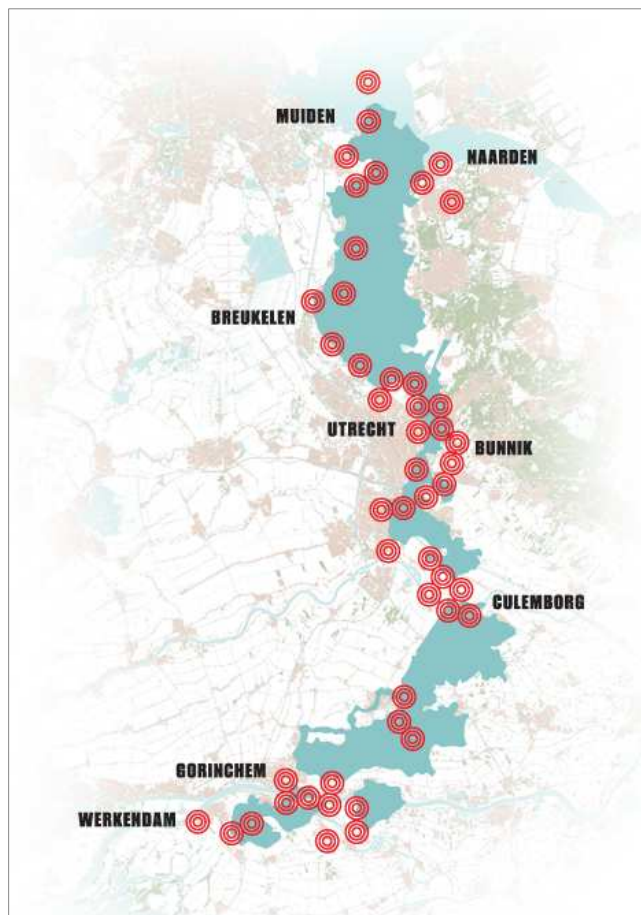 MUIDEN
NAARDEN
BREUKELEN
UTRECHT
BUNNIK
CULEMBORG
GORINCHEM
WERKENDAM